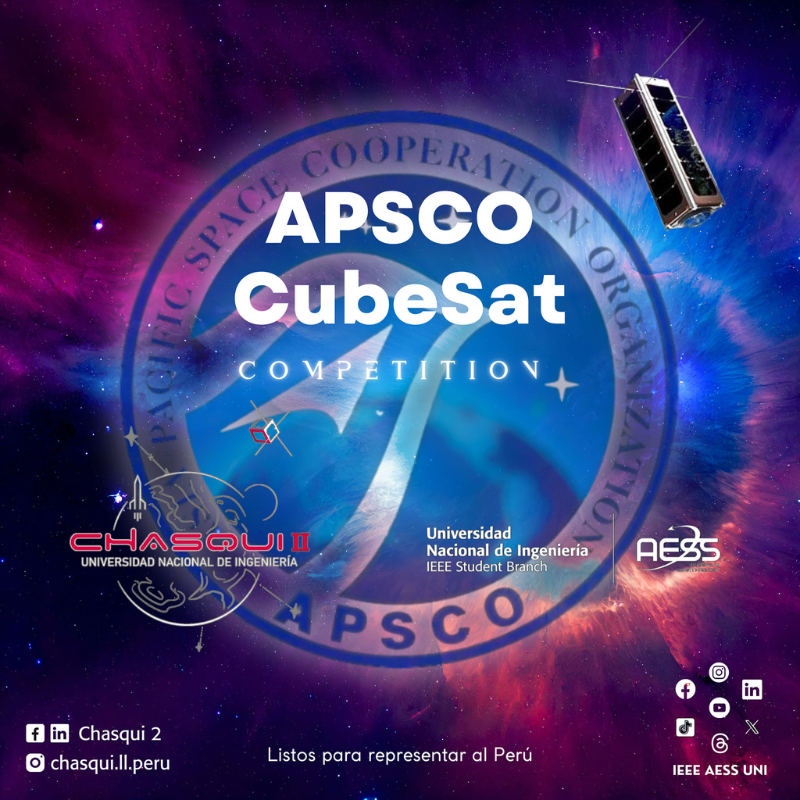 PACIFIC SPACE COOPERATION ORGANIZATION
APSCO
CubeSat
COMPETITION
CHASQUI II
UNIVERSIDAD NACIONAL DE INGENIERÍA
Universidad
Nacional de Ingeniería
IEEE Student Branch
AESS
APSCO
Chasqui 2
chasqui.ll.peru
Listos para representar al Perú
IEEE AESS UNI